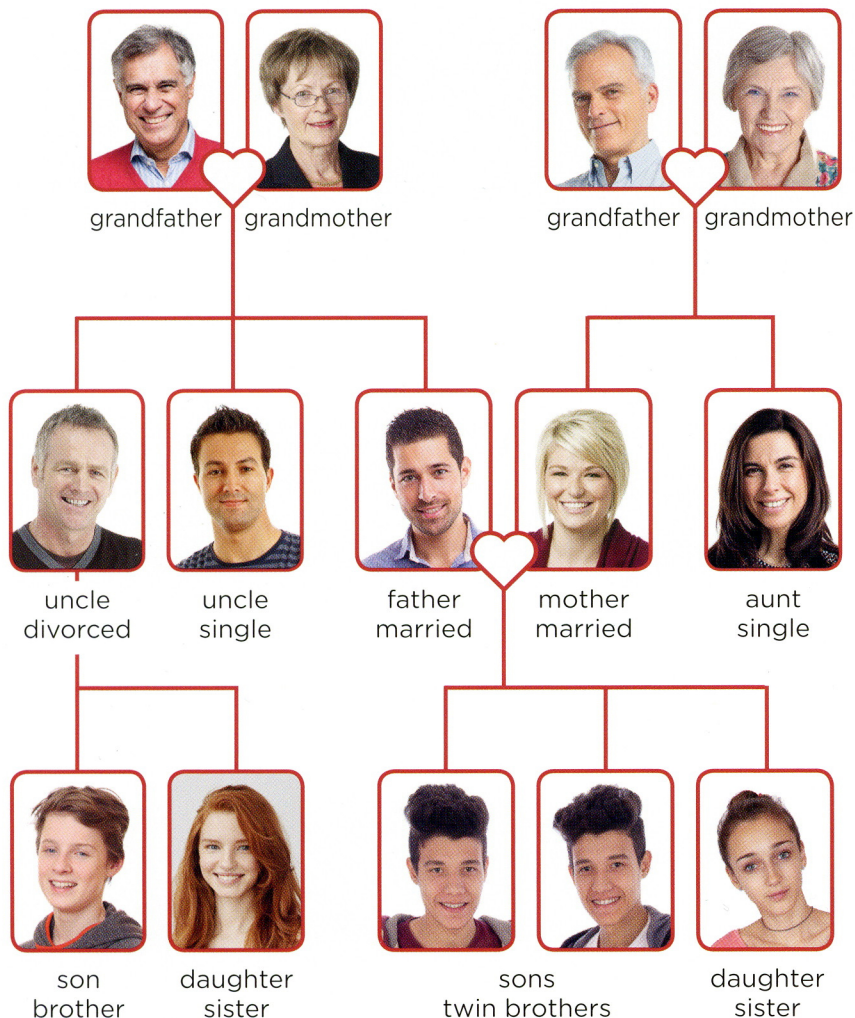 grandfather grandmother grandfather grandmother
uncle
divorced
uncle
single
father
married
mother
married
aunt
single
son
brother
daughter
sister
sons
twin brothers
daughter
sister